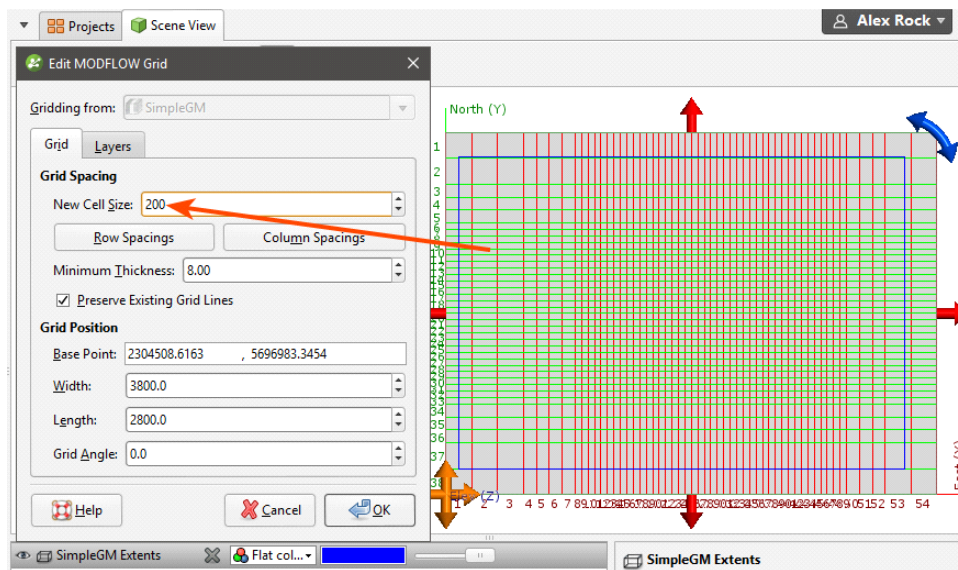 Projects
Scene View
Alex Rock
Edit MODFLOW Grid
Gridding from: SimpleGM
Grid
Layers
Grid Spacing
New Cell Size: 200
Row Spacings
Column Spacings
Minimum Thickness: 8.00
Preserve Existing Grid Lines
Grid Position
Base Point: 2304508.6163 , 5696983.3454
Width: 3800.0
Length: 2800.0
Grid Angle: 0.0
Help
Cancel
OK
North (Y)
1
2
3
4
5
34
35
36
37
1 2 3 4 5 6 7 8 9 52 53 54
SimpleGM Extents
Flat col...
SimpleGM Extents